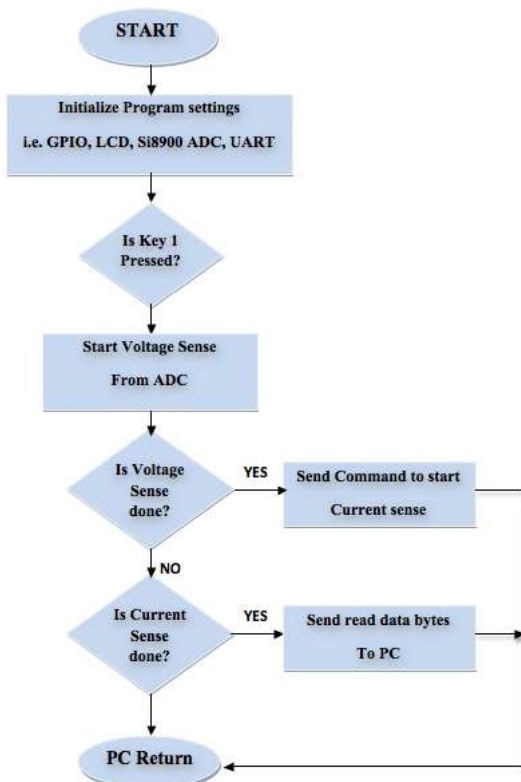 START
Initialize Program settings
i.e. GPIO, LCD, Si8900 ADC, UART
Is Key 1
Pressed?
Start Voltage Sense
From ADC
Is Voltage
Sense
done?
YES
Send Command to start
Current sense
NO
Is Current
Sense
done?
YES
Send read data bytes
To PC
PC Return